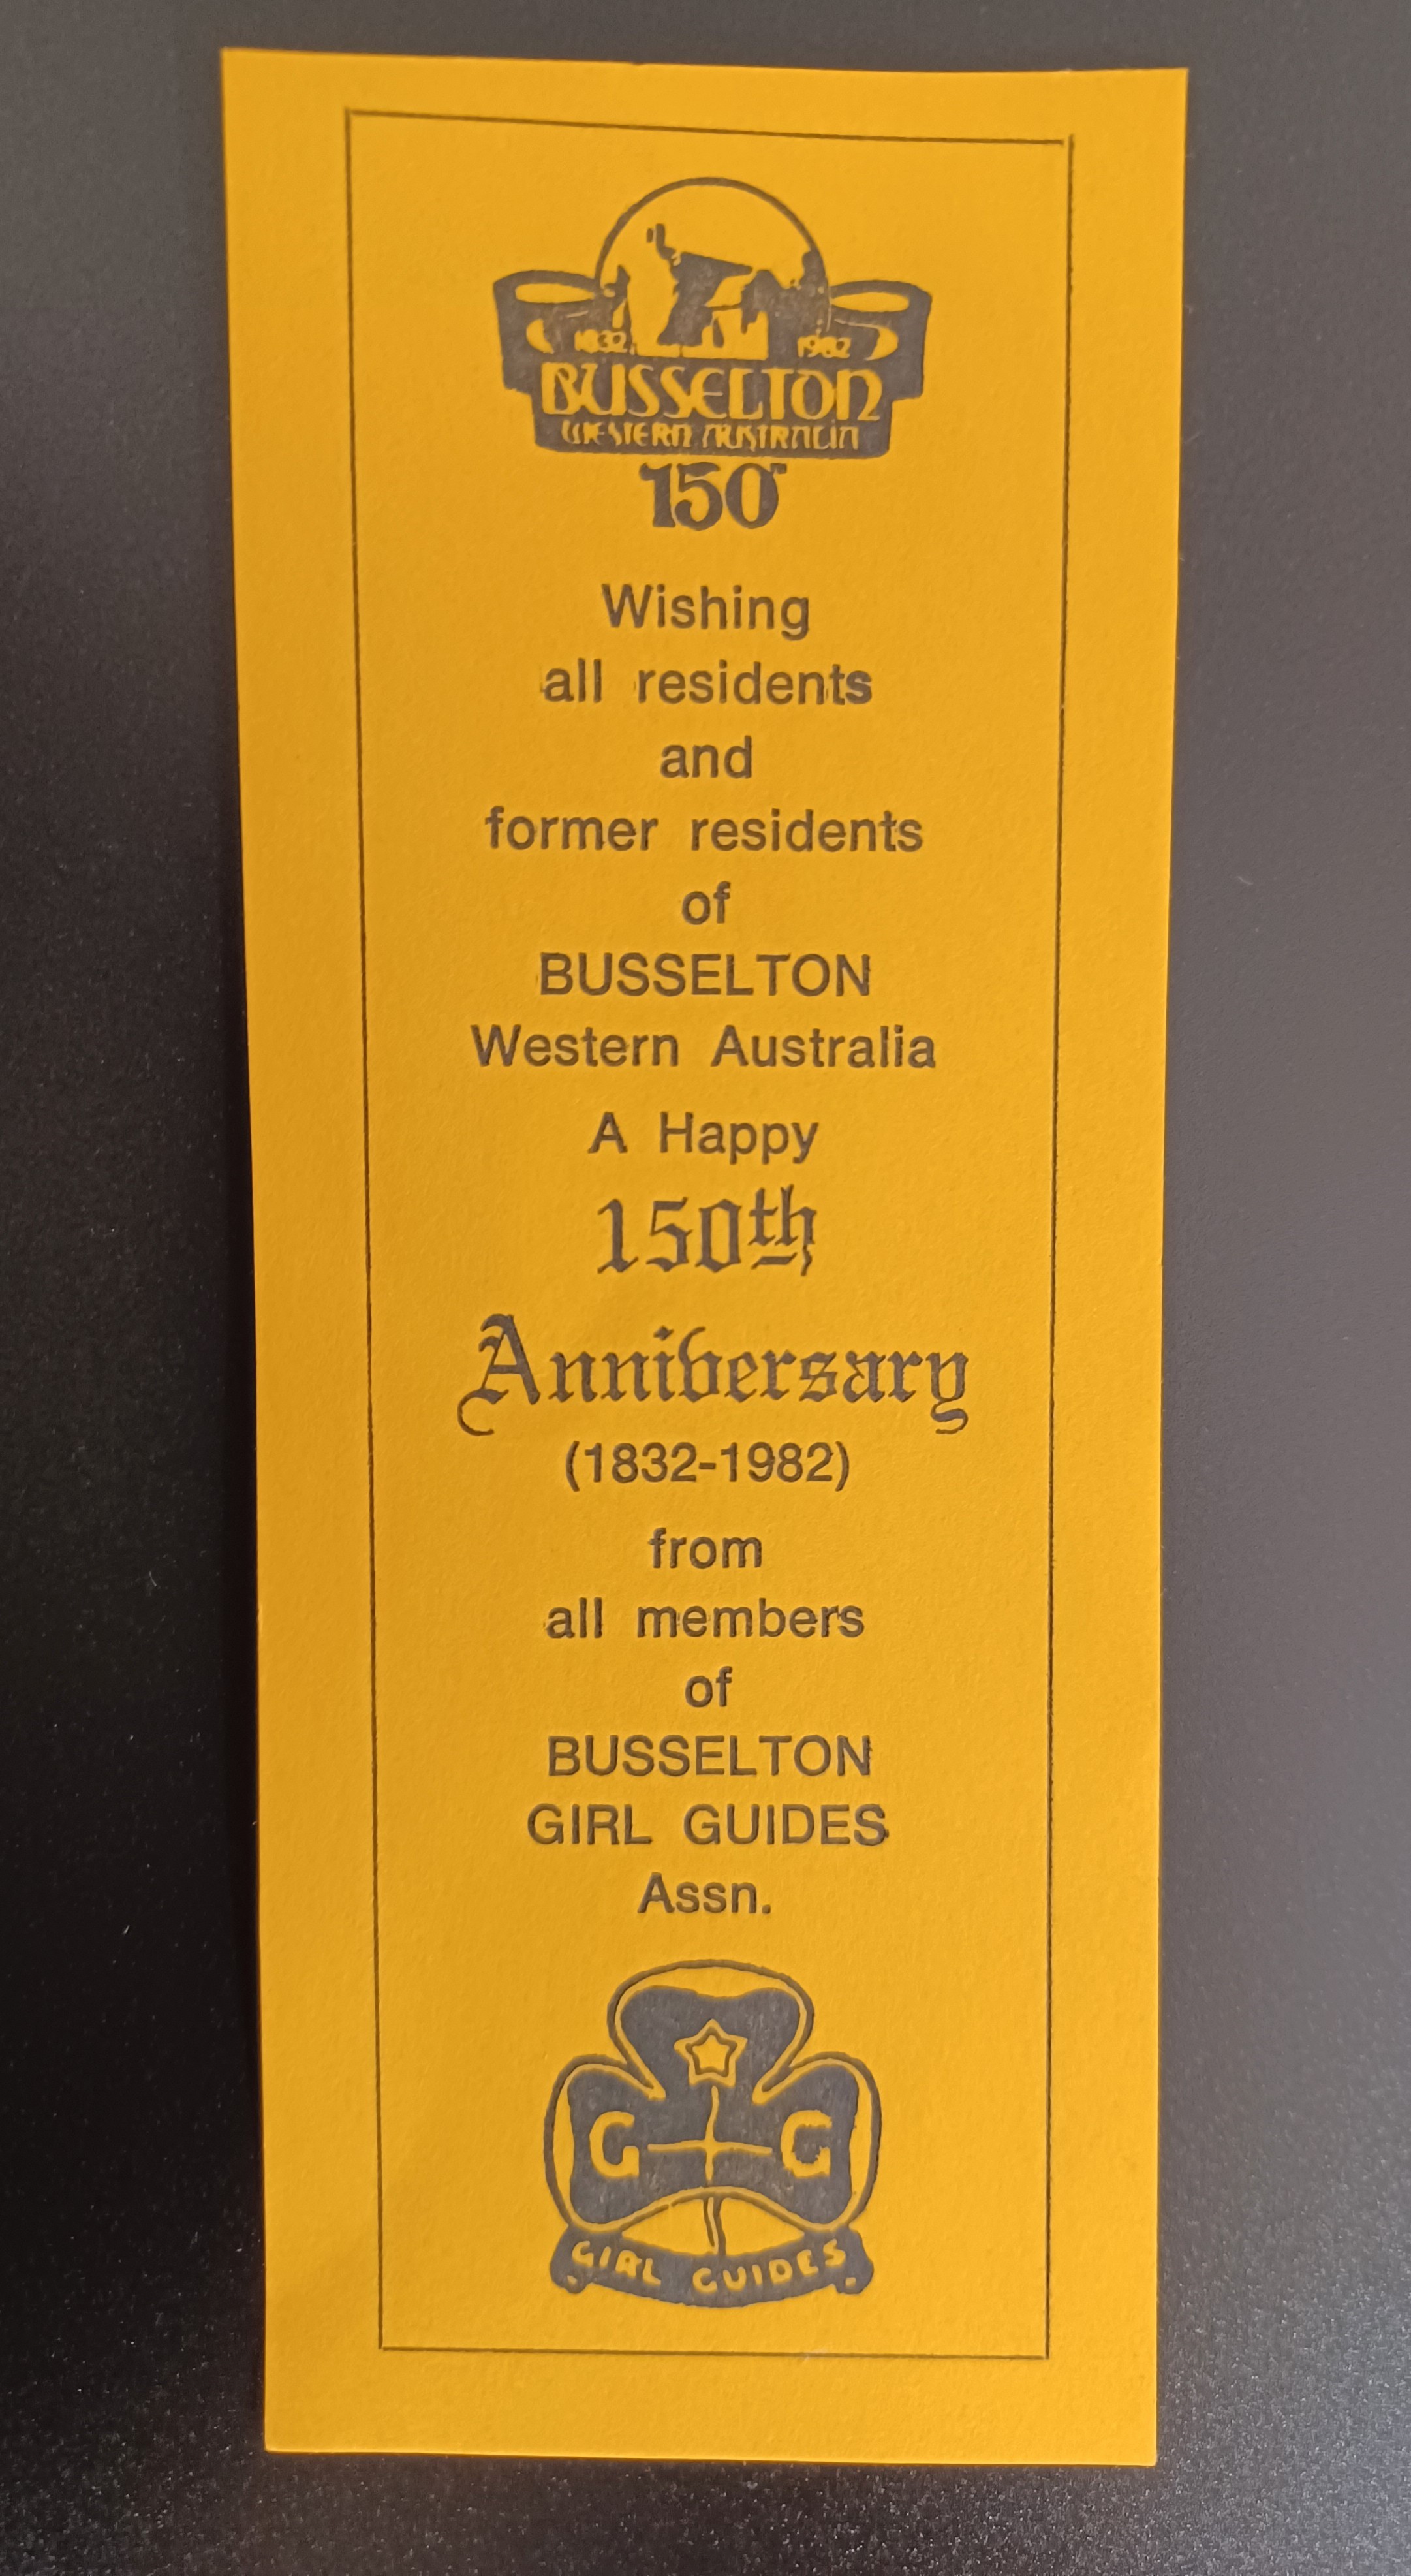 1832 1982
BUSSELTON
WESTERN AUSTRALIA
150
Wishing
all residents
and
former residents
of
BUSSELTON
Western Australia
A Happy
150th
Anniversary
(1832-1982)
from
all members
of
BUSSELTON
GIRL GUIDES
Assn.
G G
GIRL GUIDES